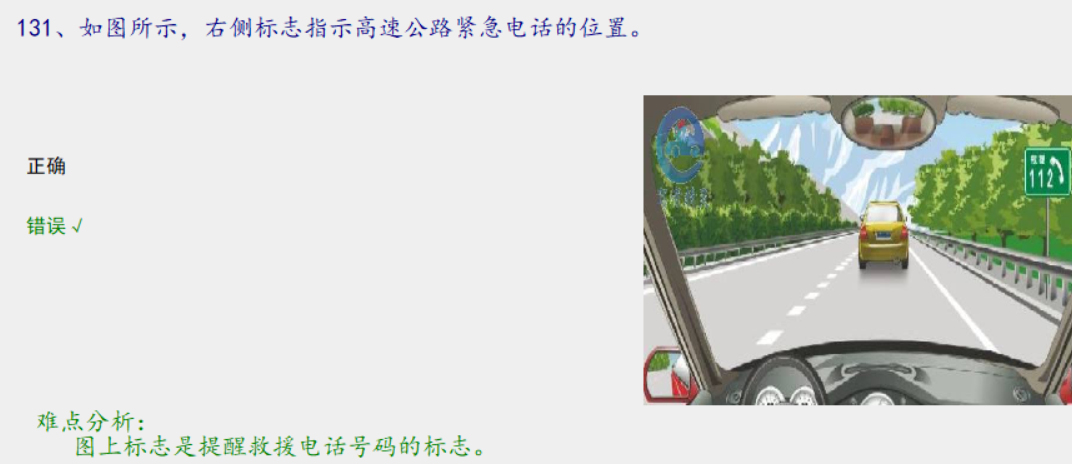 131、如图所示，右侧标志指示高速公路紧急电话的位置。
正确
错误 √
112
难点分析：
图上标志是提醒救援电话号码的标志。